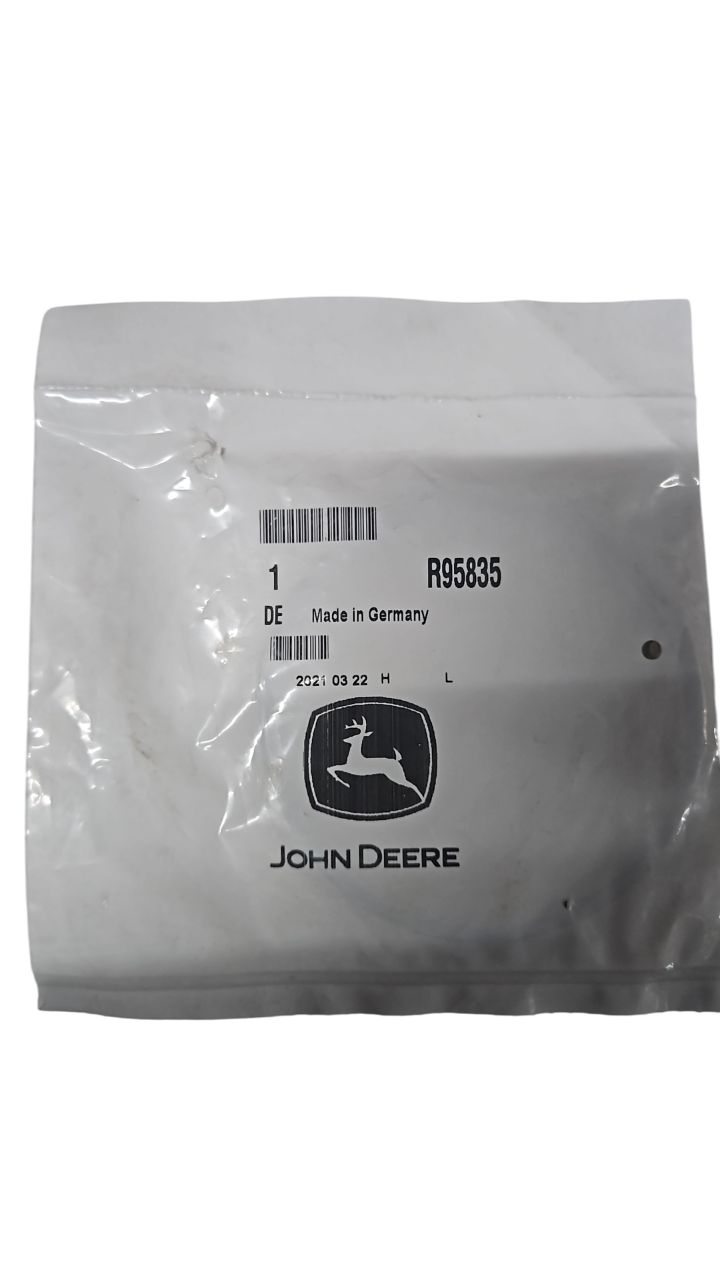 1 R95835
DE Made in Germany
2021 03 22 H L
JOHN DEERE